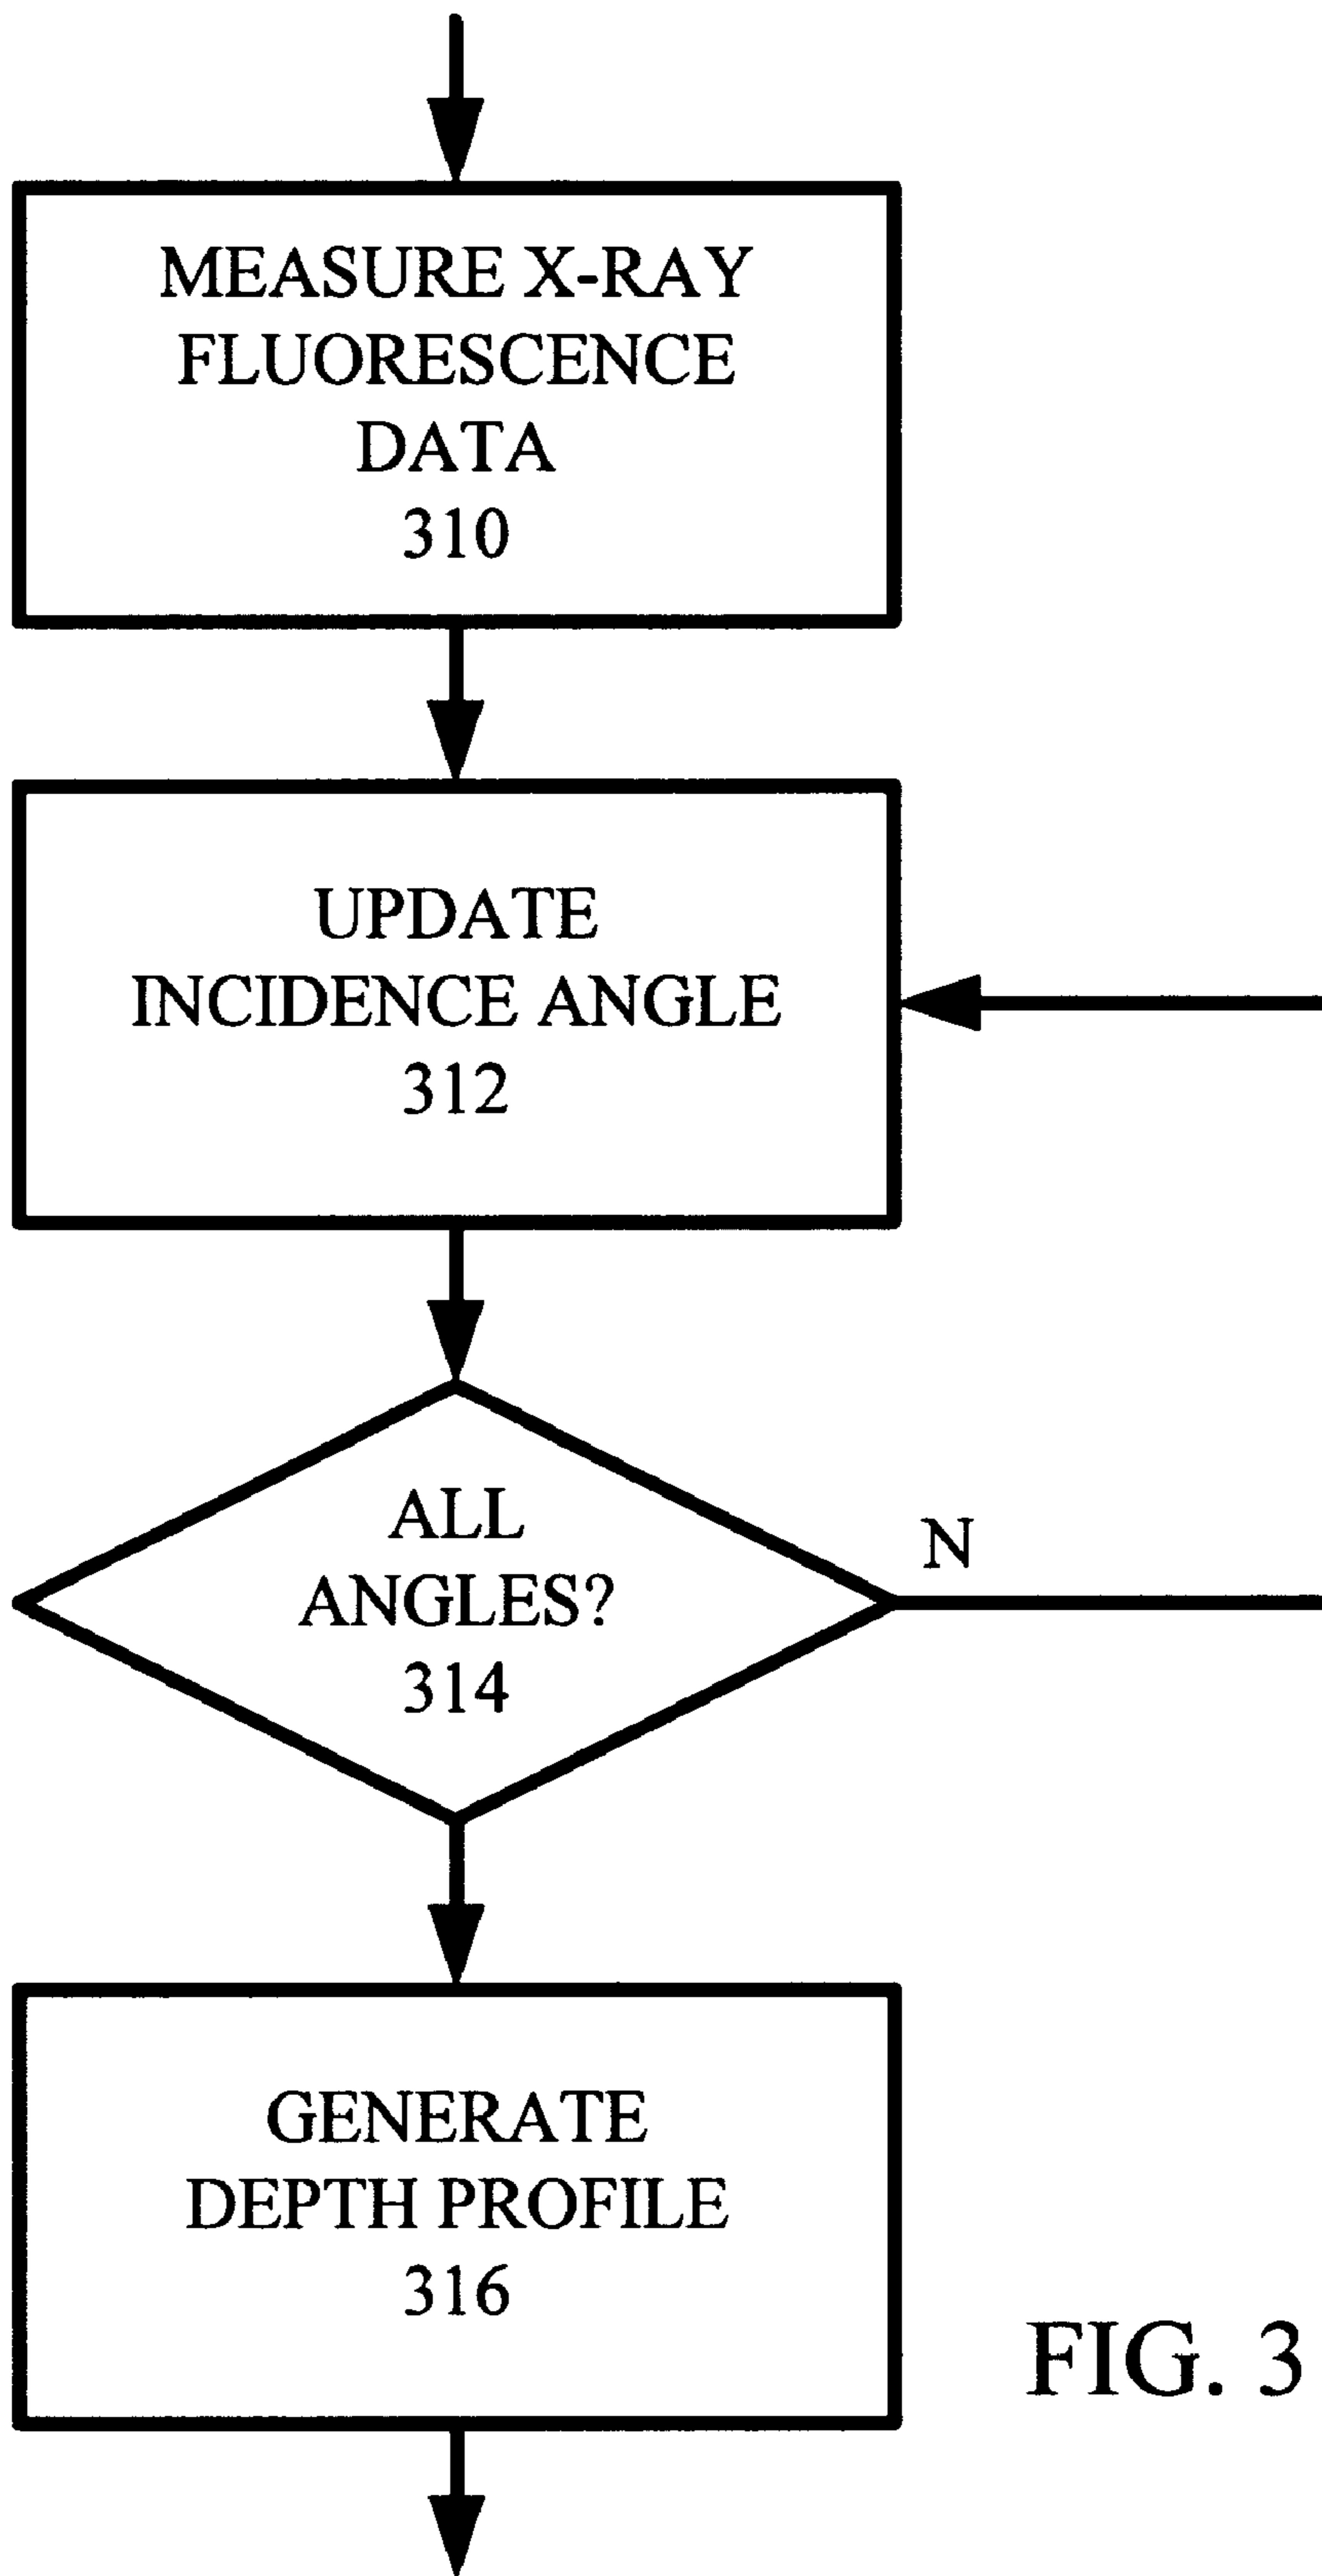 MEASURE X-RAY
FLUORESCENCE
DATA
310
UPDATE
INCIDENCE ANGLE
312
ALL
ANGLES?
314
N
GENERATE
DEPTH PROFILE
316
FIG. 3